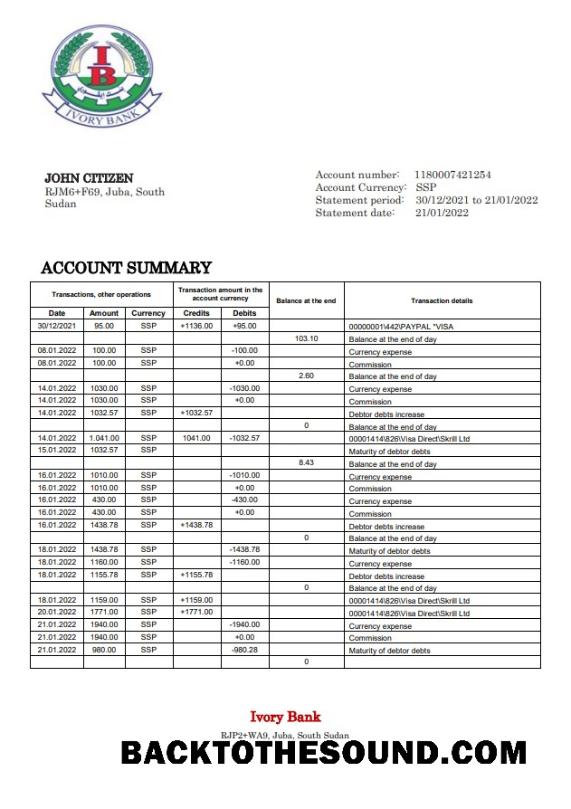 IB
IVORY BANK
JOHN CITIZEN
RJM6+F69, Juba, South
Sudan
Account number: 1180007421254
Account Currency: SSP
Statement period: 30/12/2021 to 21/01/2022
Statement date: 21/01/2022
ACCOUNT SUMMARY
Transactions, other operations | Transaction amount in the account currency | Balance at the end | Transaction details
Date Amount Currency Credits Debits
30/12/2021 95.00 SSP +1136.00 +95.00 00000001\442\PAYPAL *VISA
103.10 Balance at the end of day
08.01.2022 100.00 SSP -100.00 Currency expense
08.01.2022 100.00 SSP +0.00 Commission
2.60 Balance at the end of day
14.01.2022 1030.00 SSP -1030.00 Currency expense
14.01.2022 1030.00 SSP +0.00 Commission
14.01.2022 1032.57 SSP +1032.57 Debtor debts increase
0 Balance at the end of day
14.01.2022 1.041.00 SSP 1041.00 -1032.57 00001414\826\Visa Direct\Skrill Ltd
15.01.2022 1032.57 SSP Maturity of debtor debts
8.43 Balance at the end of day
16.01.2022 1010.00 SSP -1010.00 Currency expense
16.01.2022 1010.00 SSP +0.00 Commission
16.01.2022 430.00 SSP -430.00 Currency expense
16.01.2022 430.00 SSP +0.00 Commission
16.01.2022 1438.78 SSP +1438.78 Debtor debts increase
0 Balance at the end of day
18.01.2022 1438.78 SSP -1438.78 Maturity of debtor debts
18.01.2022 1160.00 SSP -1160.00 Currency expense
18.01.2022 1155.78 SSP +1155.78 Debtor debts increase
0 Balance at the end of day
18.01.2022 1159.00 SSP +1159.00 00001414\826\Visa Direct\Skrill Ltd
20.01.2022 1771.00 SSP +1771.00 00001414\826\Visa Direct\Skrill Ltd
21.01.2022 1940.00 SSP -1940.00 Currency expense
21.01.2022 1940.00 SSP +0.00 Commission
21.01.2022 980.00 SSP -980.28 Maturity of debtor debts
0
Ivory Bank
RJP2+WA9, Juba, South Sudan
BACKTOTHESOUND.COM